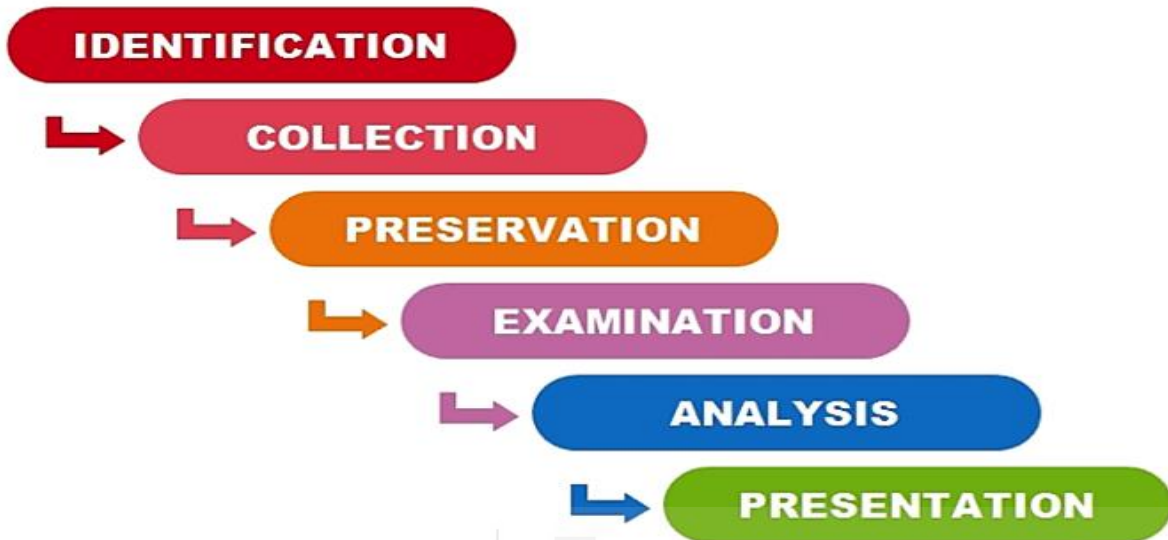 IDENTIFICATION
COLLECTION
PRESERVATION
EXAMINATION
ANALYSIS
PRESENTATION